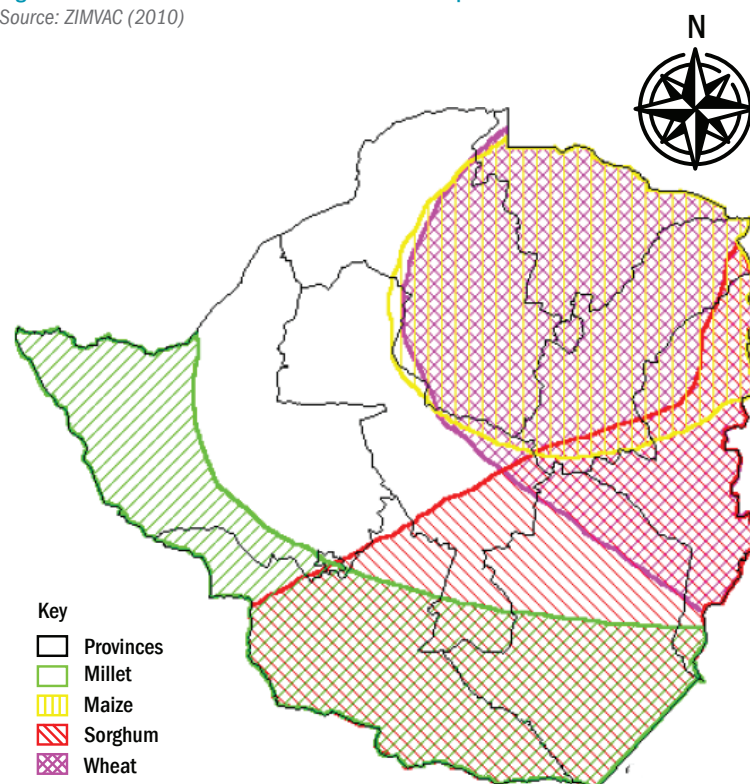 Source: ZIMVAC (2010)
N
Key
Provinces
Millet
Maize
Sorghum
Wheat